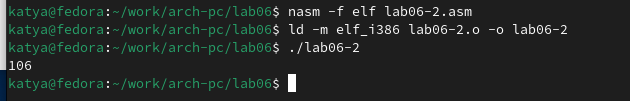 katya@fedora:~/work/arch-pc/lab06$ nasm -f elf lab06-2.asm
katya@fedora:~/work/arch-pc/lab06$ ld -m elf_i386 lab06-2.o -o lab06-2
katya@fedora:~/work/arch-pc/lab06$ ./lab06-2
106
katya@fedora:~/work/arch-pc/lab06$